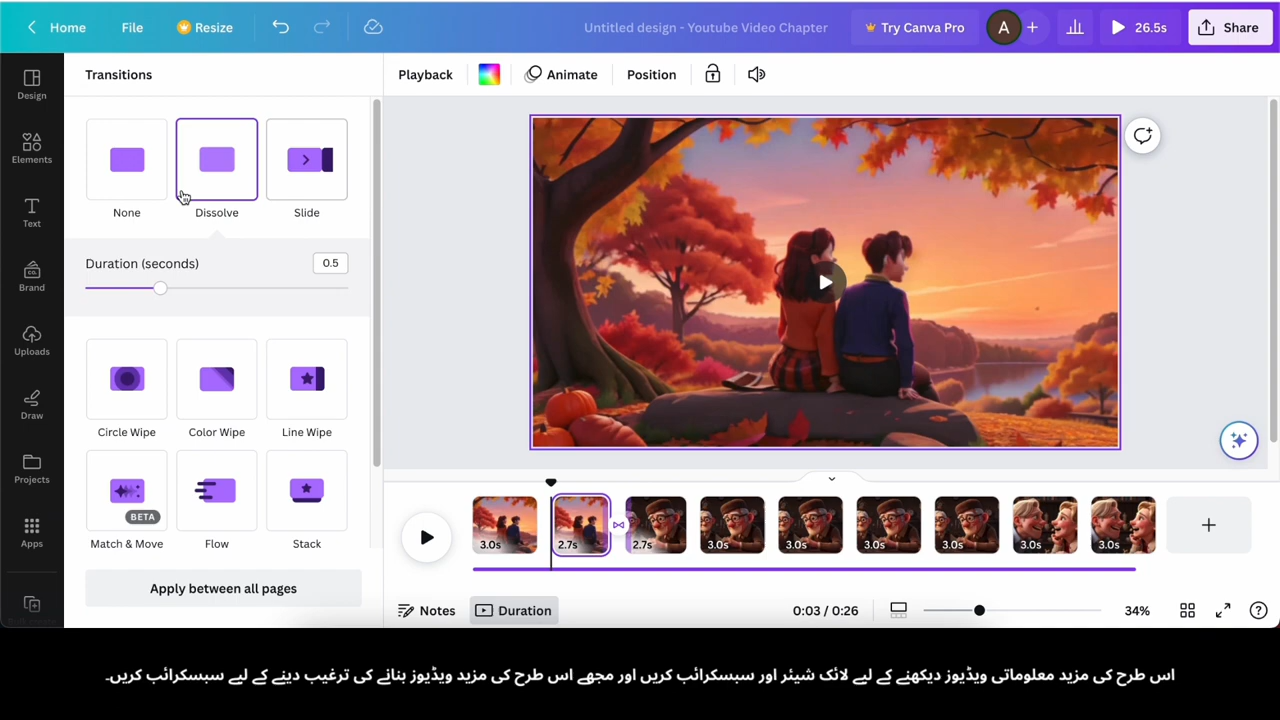 Home
File
Resize
Untitled design - Youtube Video Chapter
Try Canva Pro
A
26.5s
Share
Design
Elements
Text
Brand
Uploads
Draw
Projects
Apps
Transitions
None
Dissolve
Slide
Duration (seconds)
0.5
Circle Wipe
Color Wipe
Line Wipe
BETA
Match & Move
Flow
Stack
Apply between all pages
Playback
Animate
Position
3.0s
2.7s
2.7s
3.0s
3.0s
3.0s
3.0s
3.0s
3.0s
Notes
Duration
0:03 / 0:26
34%
اس طرح کی مزید معلوماتی ویڈیوز دیکھنے کے لیے لائک شیئر اور سبسکرائب کریں اور مجھے اس طرح کی مزید ویڈیوز بنانے کی ترغیب دینے کے لیے سبسکرائب کریں۔